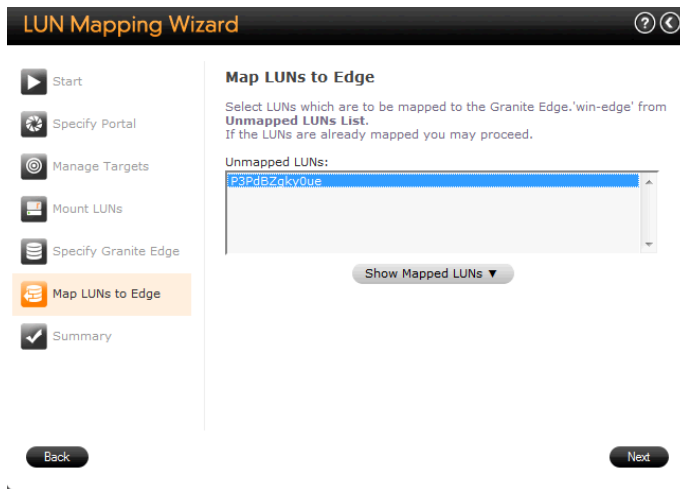 LUN Mapping Wizard
?
Start
Specify Portal
Manage Targets
Mount LUNs
Specify Granite Edge
Map LUNs to Edge
Summary
Map LUNs to Edge
Select LUNs which are to be mapped to the Granite Edge.'win-edge' from
Unmapped LUNs List.
If the LUNs are already mapped you may proceed.
Unmapped LUNs:
P3PdBZgky0ue
Show Mapped LUNs ▼
Back
Next